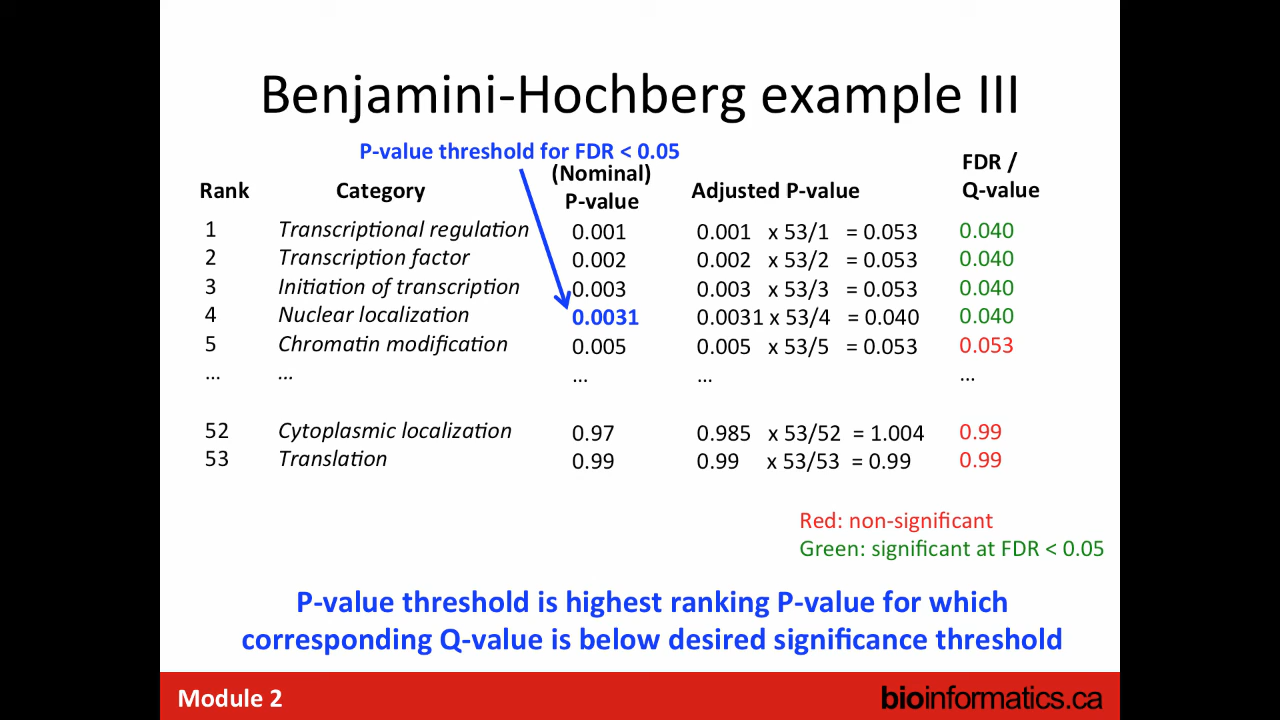 Benjamini-Hochberg example III
P-value threshold for FDR < 0.05
Rank Category (Nominal) P-value Adjusted P-value FDR / Q-value
1 Transcriptional regulation 0.001 0.001 x 53/1 = 0.053 0.040
2 Transcription factor 0.002 0.002 x 53/2 = 0.053 0.040
3 Initiation of transcription 0.003 0.003 x 53/3 = 0.053 0.040
4 Nuclear localization 0.0031 0.0031 x 53/4 = 0.040 0.040
5 Chromatin modification 0.005 0.005 x 53/5 = 0.053 0.053
... ... ... ... ...
52 Cytoplasmic localization 0.97 0.985 x 53/52 = 1.004 0.99
53 Translation 0.99 0.99 x 53/53 = 0.99 0.99
Red: non-significant
Green: significant at FDR < 0.05
P-value threshold is highest ranking P-value for which
corresponding Q-value is below desired significance threshold
Module 2 bioinformatics.ca